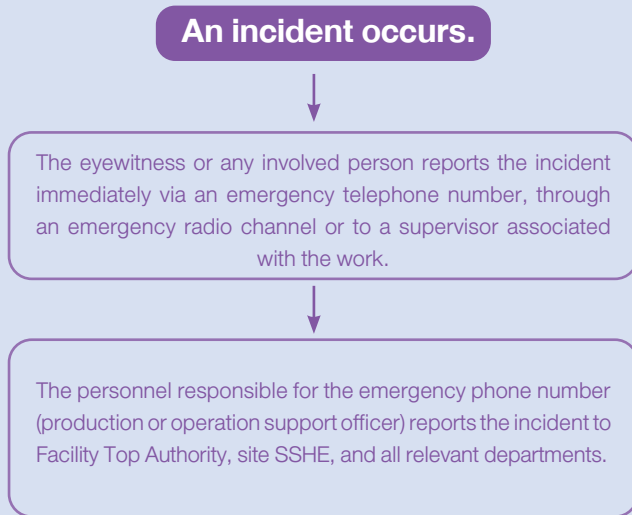 An incident occurs.
The eyewitness or any involved person reports the incident
immediately via an emergency telephone number, through
an emergency radio channel or to a supervisor associated
with the work.
The personnel responsible for the emergency phone number
(production or operation support officer) reports the incident to
Facility Top Authority, site SSHE, and all relevant departments.